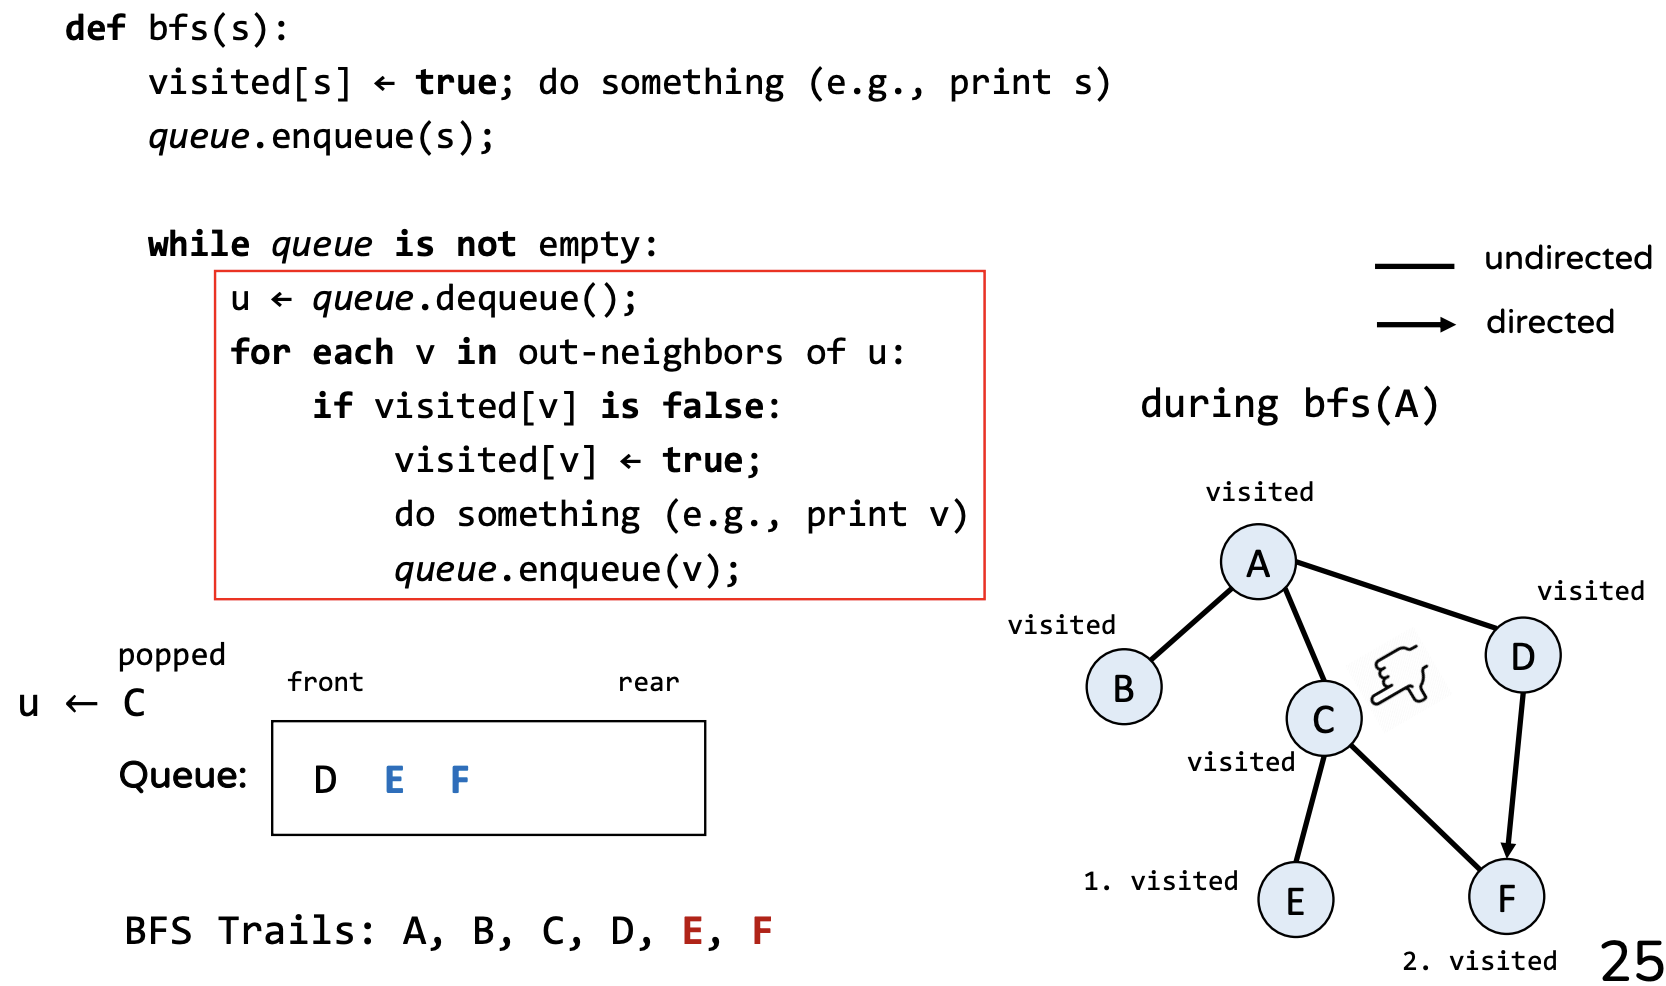 def bfs(s):
visited[s] ← true; do something (e.g., print s)
queue.enqueue(s);
while queue is not empty:
u ← queue.dequeue();
for each v in out-neighbors of u:
if visited[v] is false:
visited[v] ← true;
do something (e.g., print v)
queue.enqueue(v);
undirected
directed
during bfs(A)
popped
u ← C
front
rear
Queue:
D E F
BFS Trails: A, B, C, D, E, F
visited
A
visited
D
visited
B
C
visited
1. visited
E
F
2. visited
25